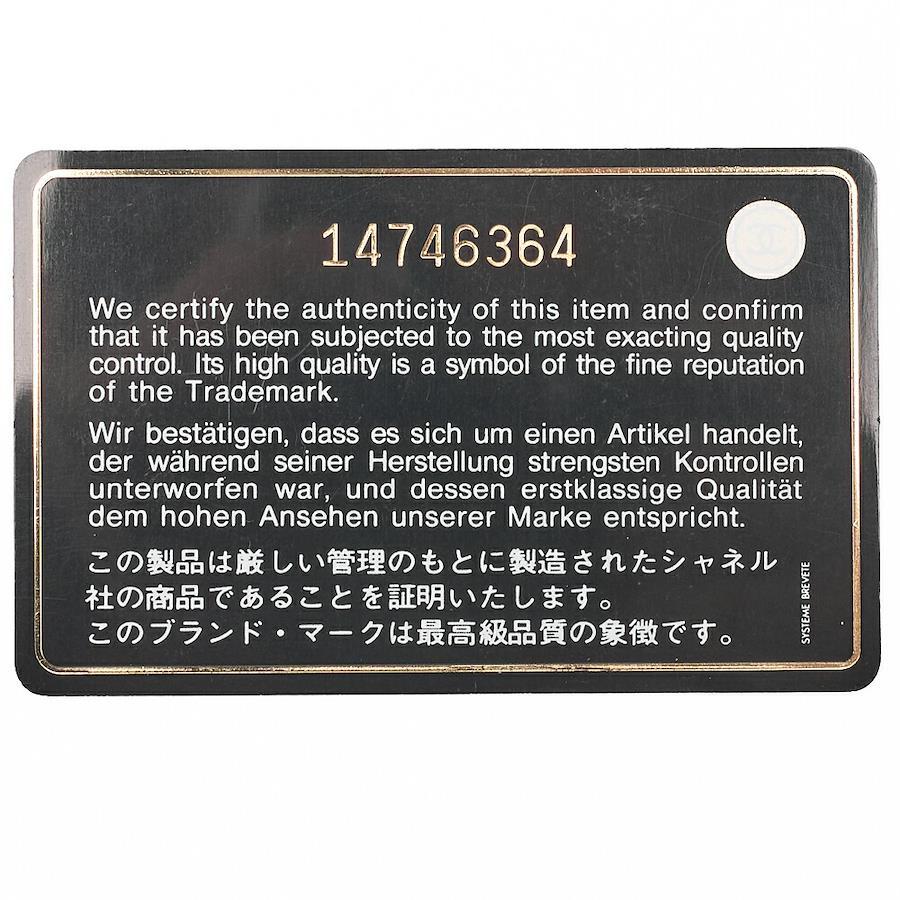 14746364
We certify the authenticity of this item and confirm
that it has been subjected to the most exacting quality
control. Its high quality is a symbol of the fine reputation
of the Trademark.
Wir bestätigen, dass es sich um einen Artikel handelt,
der während seiner Herstellung strengsten Kontrollen
unterworfen war, und dessen erstklassige Qualität
dem hohen Ansehen unserer Marke entspricht.
この製品は厳しい管理のもとに製造されたシャネル
社の商品であることを証明いたします。
このブランド・マークは最高級品質の象徴です。
SYSTEME BREVETE